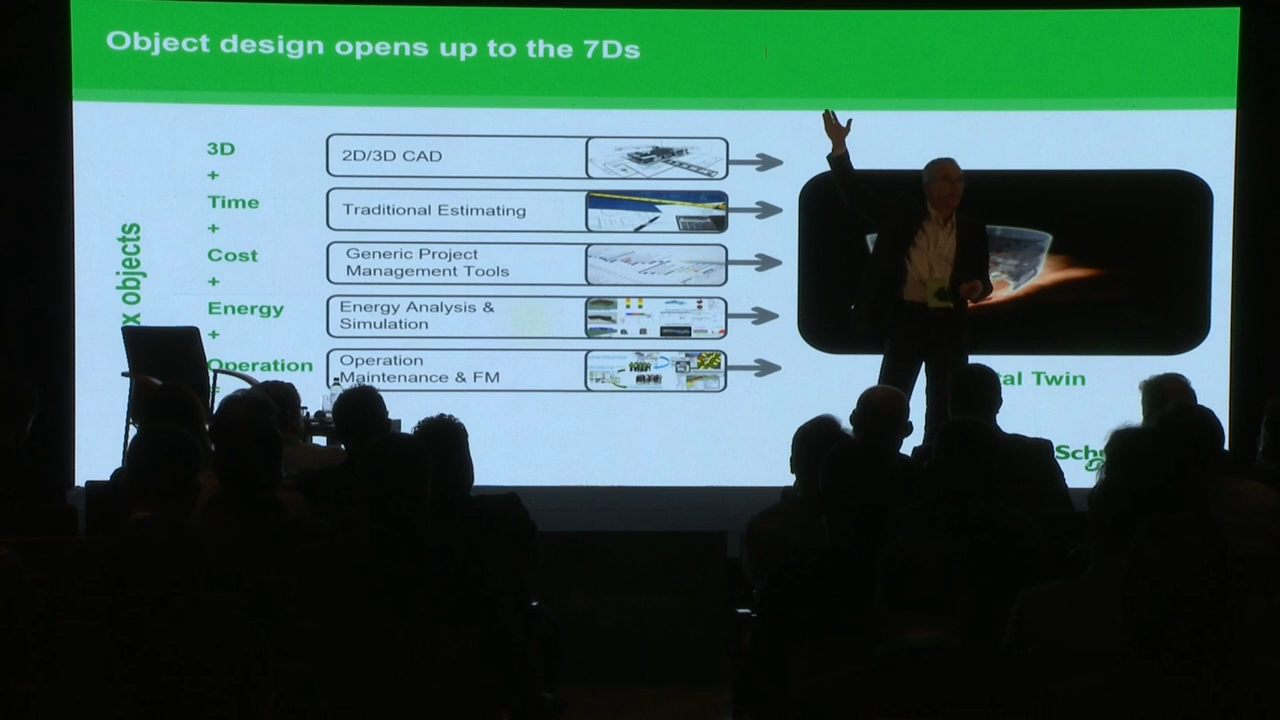 Object design opens up to the 7Ds
3D
+
Time
+
Cost
+
Energy
+
Operation
x objects
2D/3D CAD
Traditional Estimating
Generic Project
Management Tools
Energy Analysis &
Simulation
Operation
Maintenance & FM
tal Twin
Sch